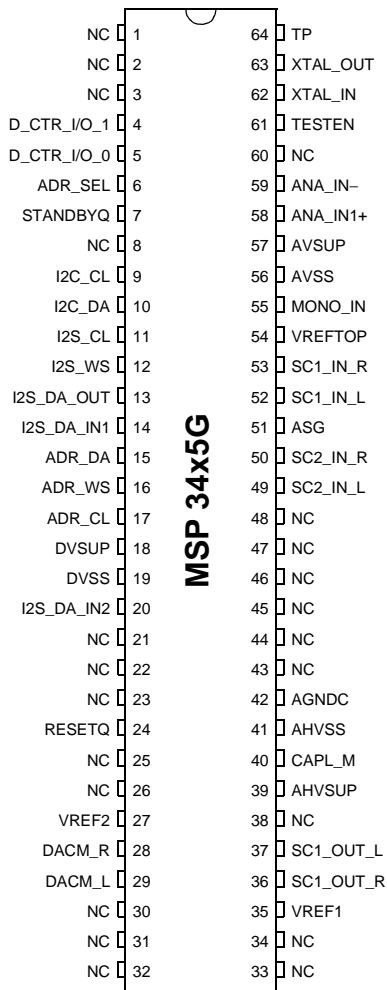 NC 1 64 TP
NC 2 63 XTAL_OUT
NC 3 62 XTAL_IN
D_CTR_I/O_1 4 61 TESTEN
D_CTR_I/O_0 5 60 NC
ADR_SEL 6 59 ANA_IN−
STANDBYQ 7 58 ANA_IN1+
NC 8 57 AVSUP
I2C_CL 9 56 AVSS
I2C_DA 10 55 MONO_IN
I2S_CL 11 54 VREFTOP
I2S_WS 12 53 SC1_IN_R
I2S_DA_OUT 13 52 SC1_IN_L
I2S_DA_IN1 14 51 ASG
ADR_DA 15 50 SC2_IN_R
ADR_WS 16 49 SC2_IN_L
ADR_CL 17 48 NC
DVSUP 18 47 NC
DVSS 19 46 NC
I2S_DA_IN2 20 45 NC
NC 21 44 NC
NC 22 43 NC
NC 23 42 AGNDC
RESETQ 24 41 AHVSS
NC 25 40 CAPL_M
NC 26 39 AHVSUP
VREF2 27 38 NC
DACM_R 28 37 SC1_OUT_L
DACM_L 29 36 SC1_OUT_R
NC 30 35 VREF1
NC 31 34 NC
NC 32 33 NC
MSP 34x5G